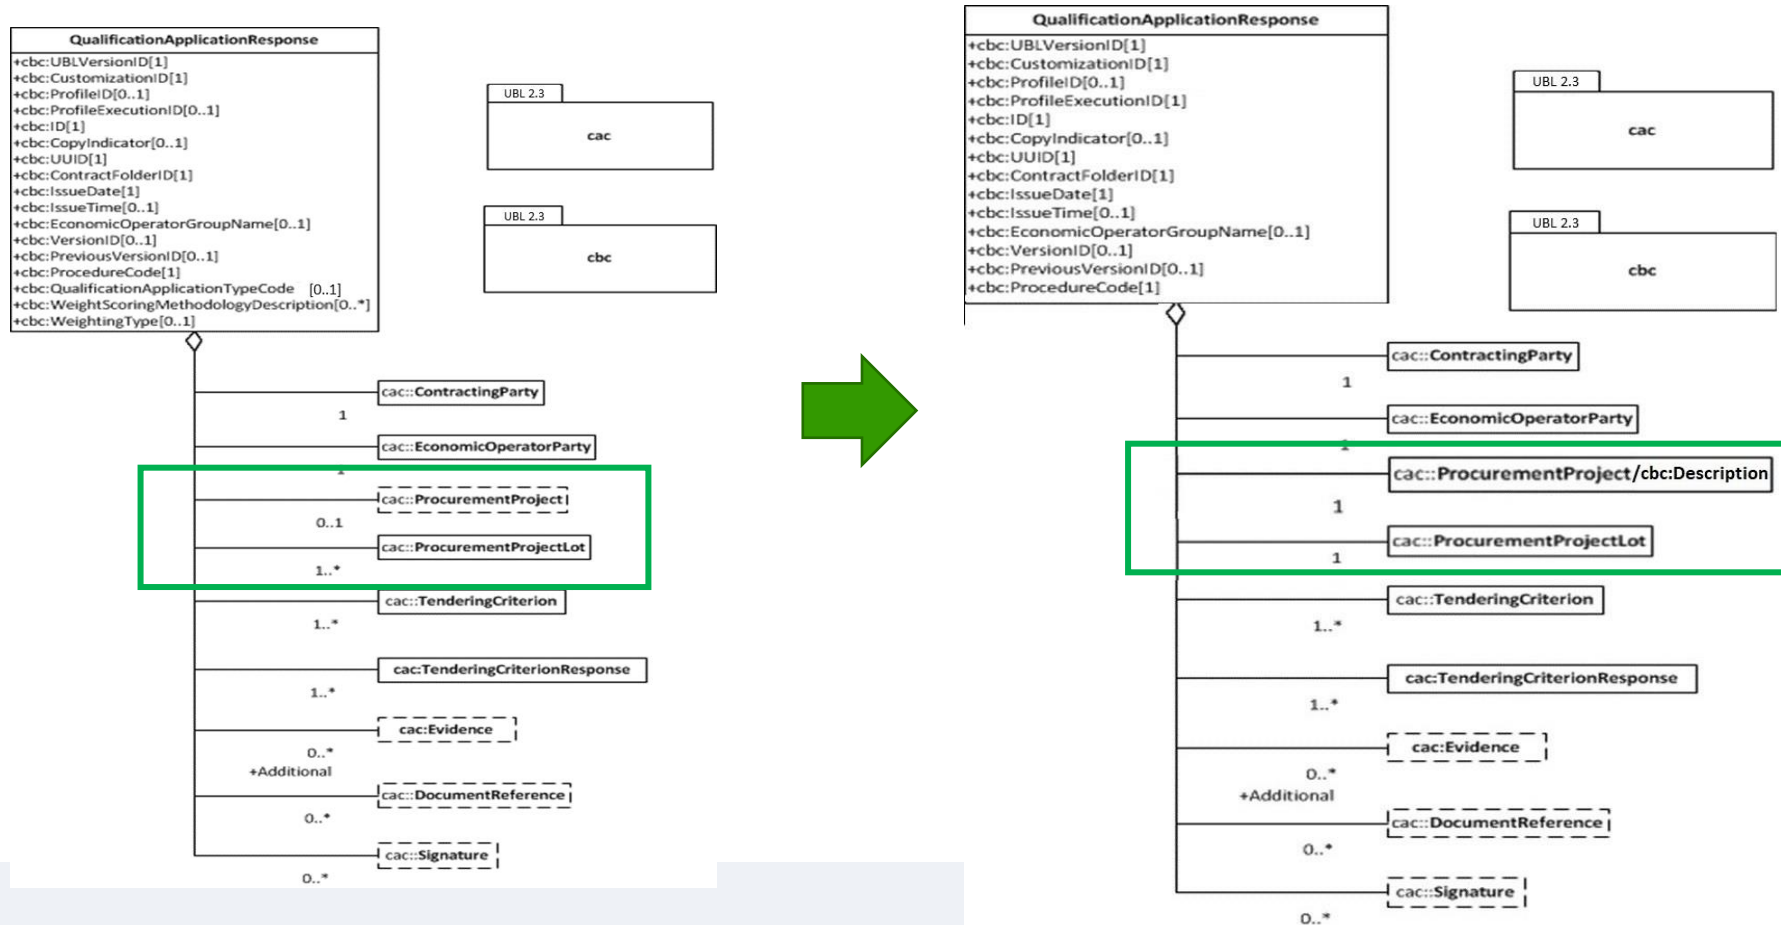 QualificationApplicationResponse
+cbc:UBLVersionID[1]
+cbc:CustomizationID[1]
+cbc:ProfileID[0..1]
+cbc:ProfileExecutionID[0..1]
+cbc:ID[1]
+cbc:CopyIndicator[0..1]
+cbc:UUID[1]
+cbc:ContractFolderID[1]
+cbc:IssueDate[1]
+cbc:IssueTime[0..1]
+cbc:EconomicOperatorGroupName[0..1]
+cbc:VersionID[0..1]
+cbc:PreviousVersionID[0..1]
+cbc:ProcedureCode[1]
+cbc:QualificationApplicationTypeCode [0..1]
+cbc:WeightScoringMethodologyDescription[0..*]
+cbc:WeightingType[0..1]
UBL 2.3
cac
UBL 2.3
cbc
cac::ContractingParty
1
cac::EconomicOperatorParty
1
cac::ProcurementProject
0..1
cac::ProcurementProjectLot
1..*
cac::TenderingCriterion
1..*
cac:TenderingCriterionResponse
1..*
cac:Evidence
0..*
+Additional
cac::DocumentReference
0..*
cac::Signature
0..*
QualificationApplicationResponse
+cbc:UBLVersionID[1]
+cbc:CustomizationID[1]
+cbc:ProfileID[0..1]
+cbc:ProfileExecutionID[1]
+cbc:ID[1]
+cbc:CopyIndicator[0..1]
+cbc:UUID[1]
+cbc:ContractFolderID[1]
+cbc:IssueDate[1]
+cbc:IssueTime[0..1]
+cbc:EconomicOperatorGroupName[0..1]
+cbc:VersionID[0..1]
+cbc:PreviousVersionID[0..1]
+cbc:ProcedureCode[1]
UBL 2.3
cac
UBL 2.3
cbc
cac::ContractingParty
1
cac::EconomicOperatorParty
1
cac::ProcurementProject/cbc:Description
1
cac::ProcurementProjectLot
1
cac::TenderingCriterion
1..*
cac:TenderingCriterionResponse
1..*
cac:Evidence
0..*
+Additional
cac::DocumentReference
0..*
cac::Signature
0..*